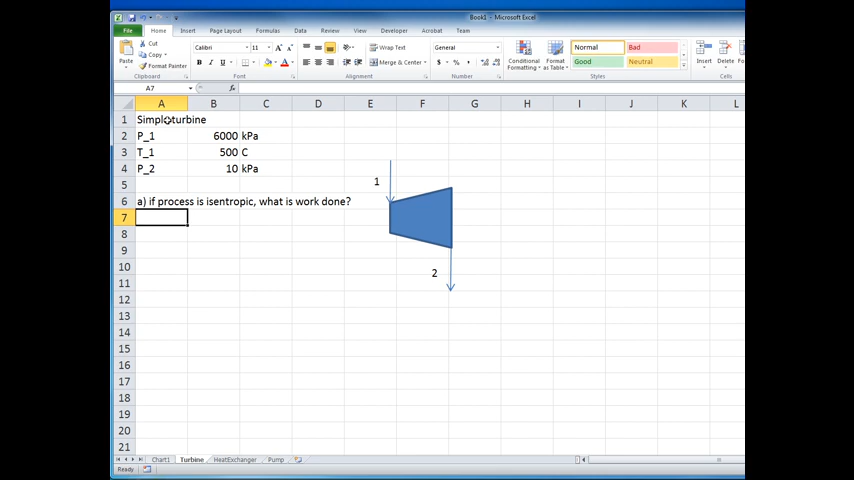 Book1 - Microsoft Excel
File Home Insert Page Layout Formulas Data Review View Developer Acrobat Team
Cut Calibri 11 Wrap Text General Normal Bad
Copy
Paste Format Painter B I U Merge & Center $ % , Conditional Formatting Format as Table Good Neutral Insert Delete
Clipboard Font Alignment Number Styles Cells
A7 fx
A B C D E F G H I J K L
1 Simple turbine
2 P_1 6000 kPa
3 T_1 500 C
4 P_2 10 kPa
1
5
6 a) if process is isentropic, what is work done?
7
8
9
2
10
11
12
13
14
15
16
17
18
19
20
21
Chart1 Turbine HeatExchanger Pump
Ready